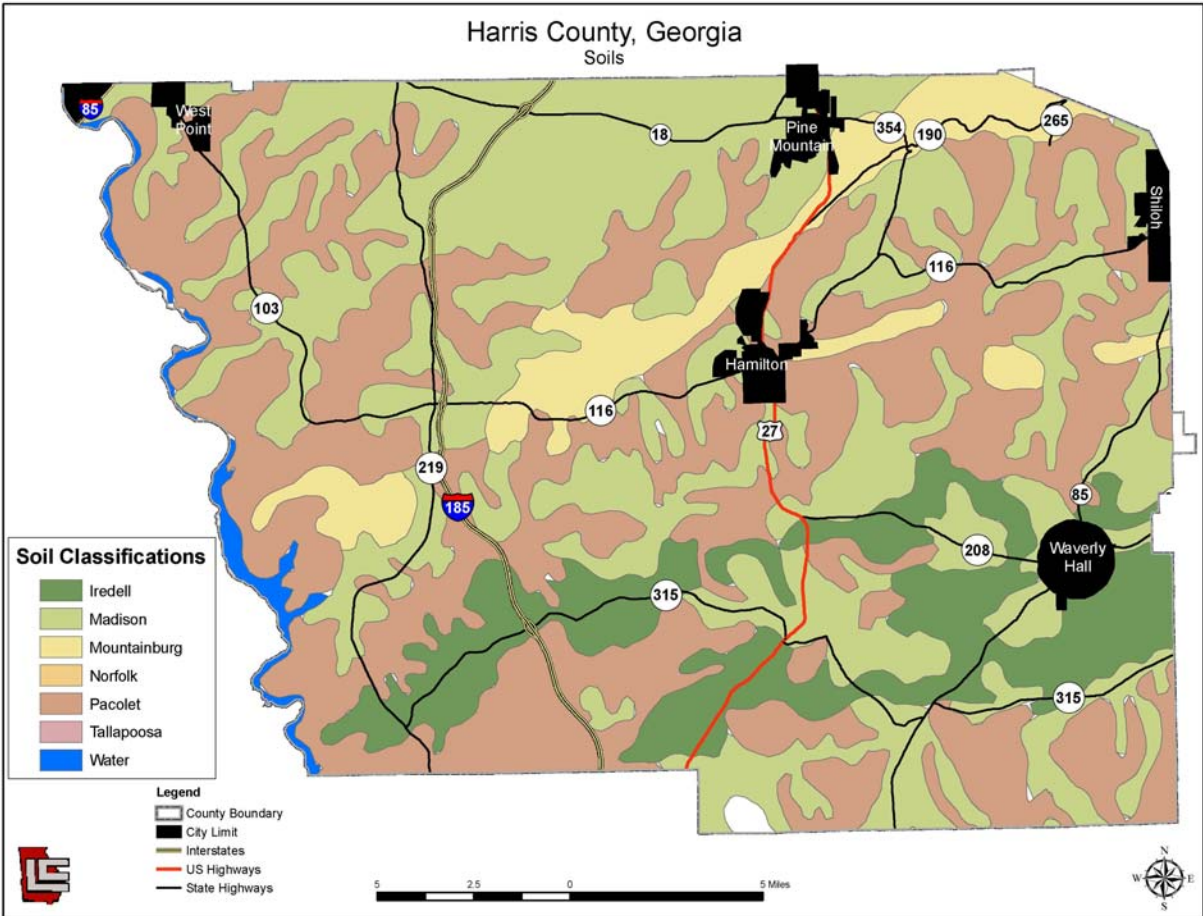 Harris County, Georgia
Soils
85
West
Point
18
Pine
Mountain
354
190
265
Shiloh
116
103
Hamilton
116
27
219
185
85
208
Waverly
Hall
315
315
Soil Classifications
Iredell
Madison
Mountainburg
Norfolk
Pacolet
Tallapoosa
Water
Legend
County Boundary
City Limit
Interstates
US Highways
State Highways
5
2.5
0
5 Miles
N
W
E
S